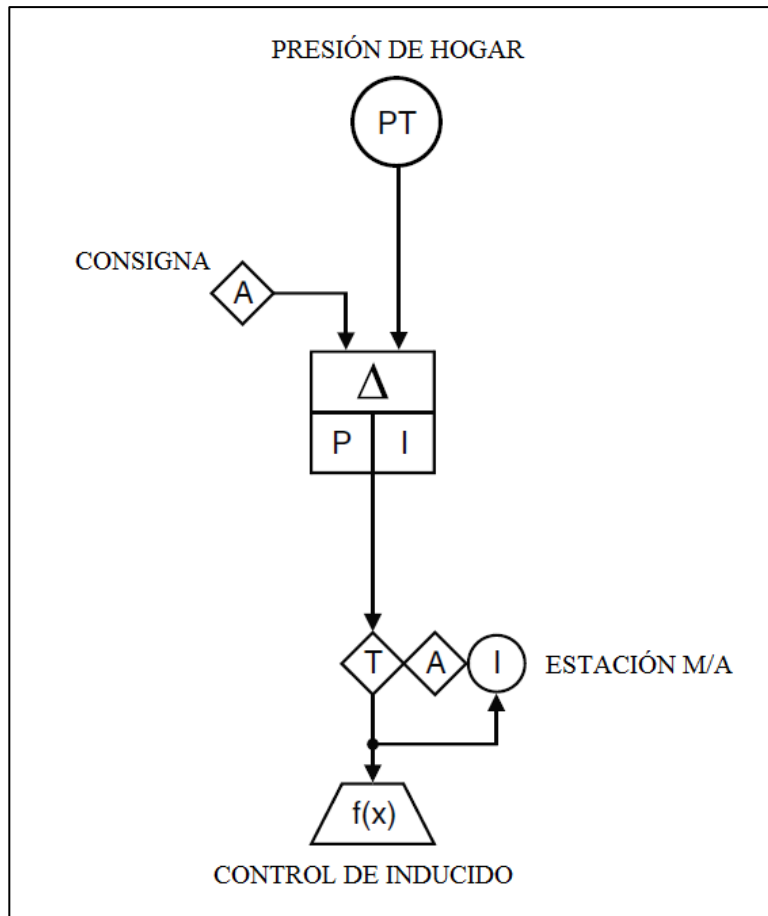 PRESIÓN DE HOGAR
PT
CONSIGNA
A
Δ
P I
T A I ESTACIÓN M/A
f(x)
CONTROL DE INDUCIDO